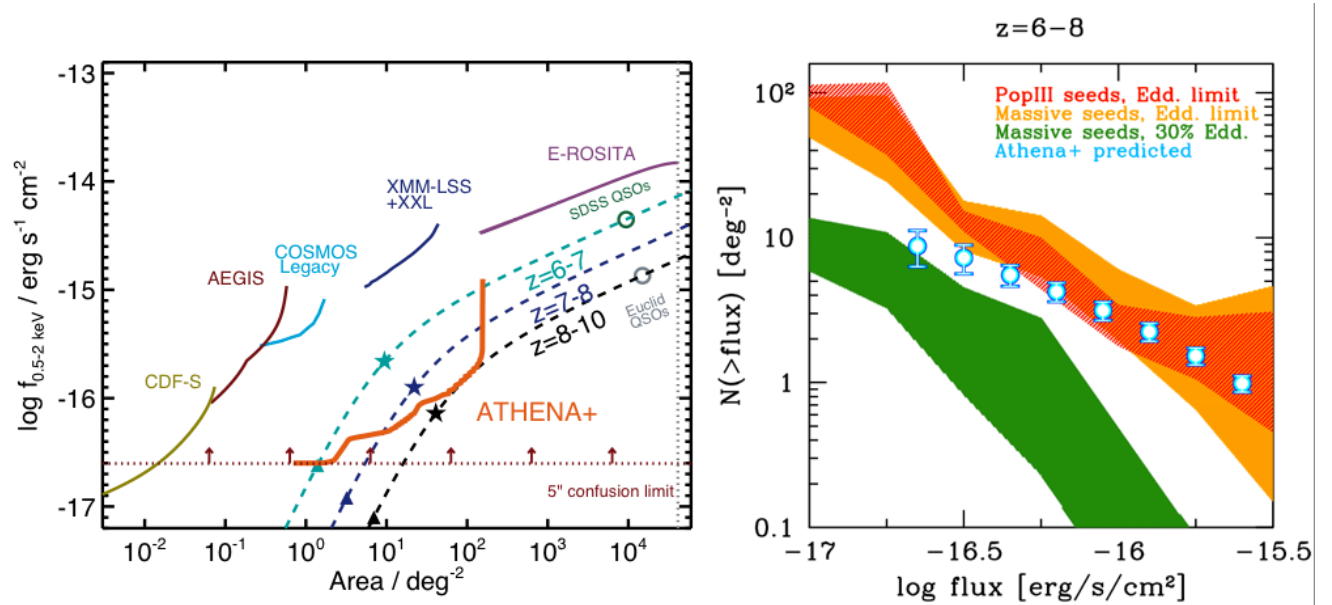 -13
-14
-15
-16
-17
log f0.5-2 keV / erg s-1 cm-2
E-ROSITA
XMM-LSS
+XXL
SDSS QSOs
COSMOS
Legacy
AEGIS
z=6-7
z=7-8
z=8-10
Euclid
QSOs
CDF-S
ATHENA+
5" confusion limit
10-2 10-1 100 101 102 103 104
Area / deg-2
z=6−8
10²
10
1
0.1
N(>flux) [deg−2]
PopIII seeds, Edd. limit
Massive seeds, Edd. limit
Massive seeds, 30% Edd.
Athena+ predicted
−17 −16.5 −16 −15.5
log flux [erg/s/cm²]